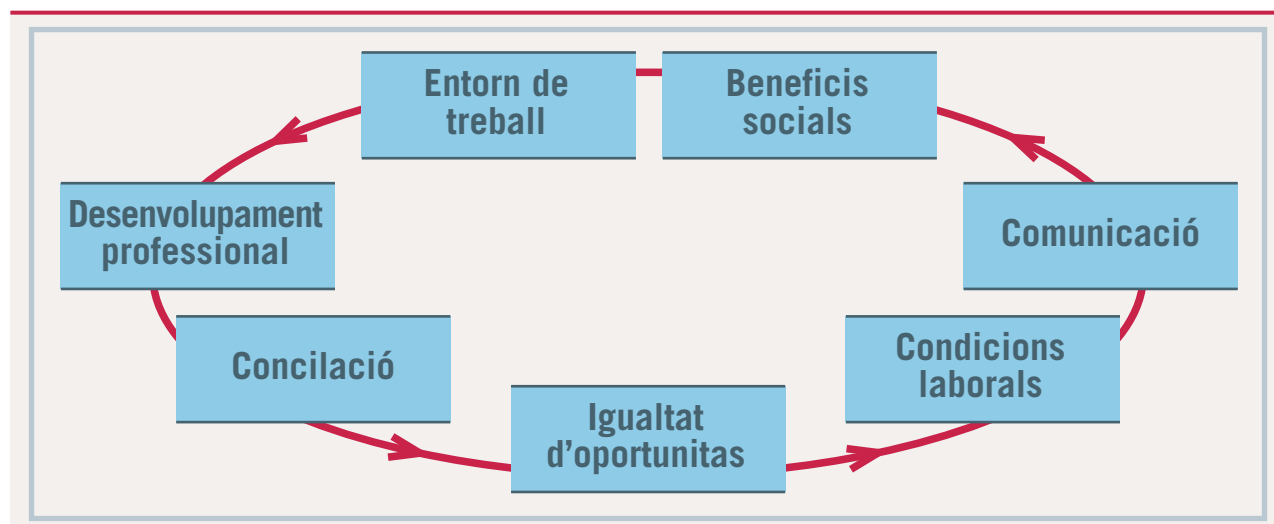 Entorn de
treball
Beneficis
socials
Desenvolupament
professional
Comunicació
Concilació
Condicions
laborals
Igualtat
d’oportunitas